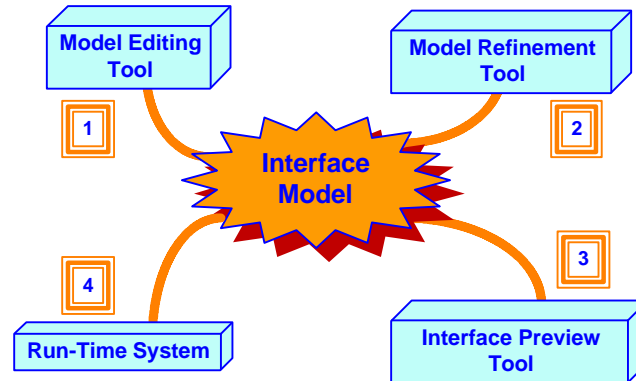 Model Editing
Tool
Model Refinement
Tool
1
2
Interface
Model
4
3
Run-Time System
Interface Preview
Tool